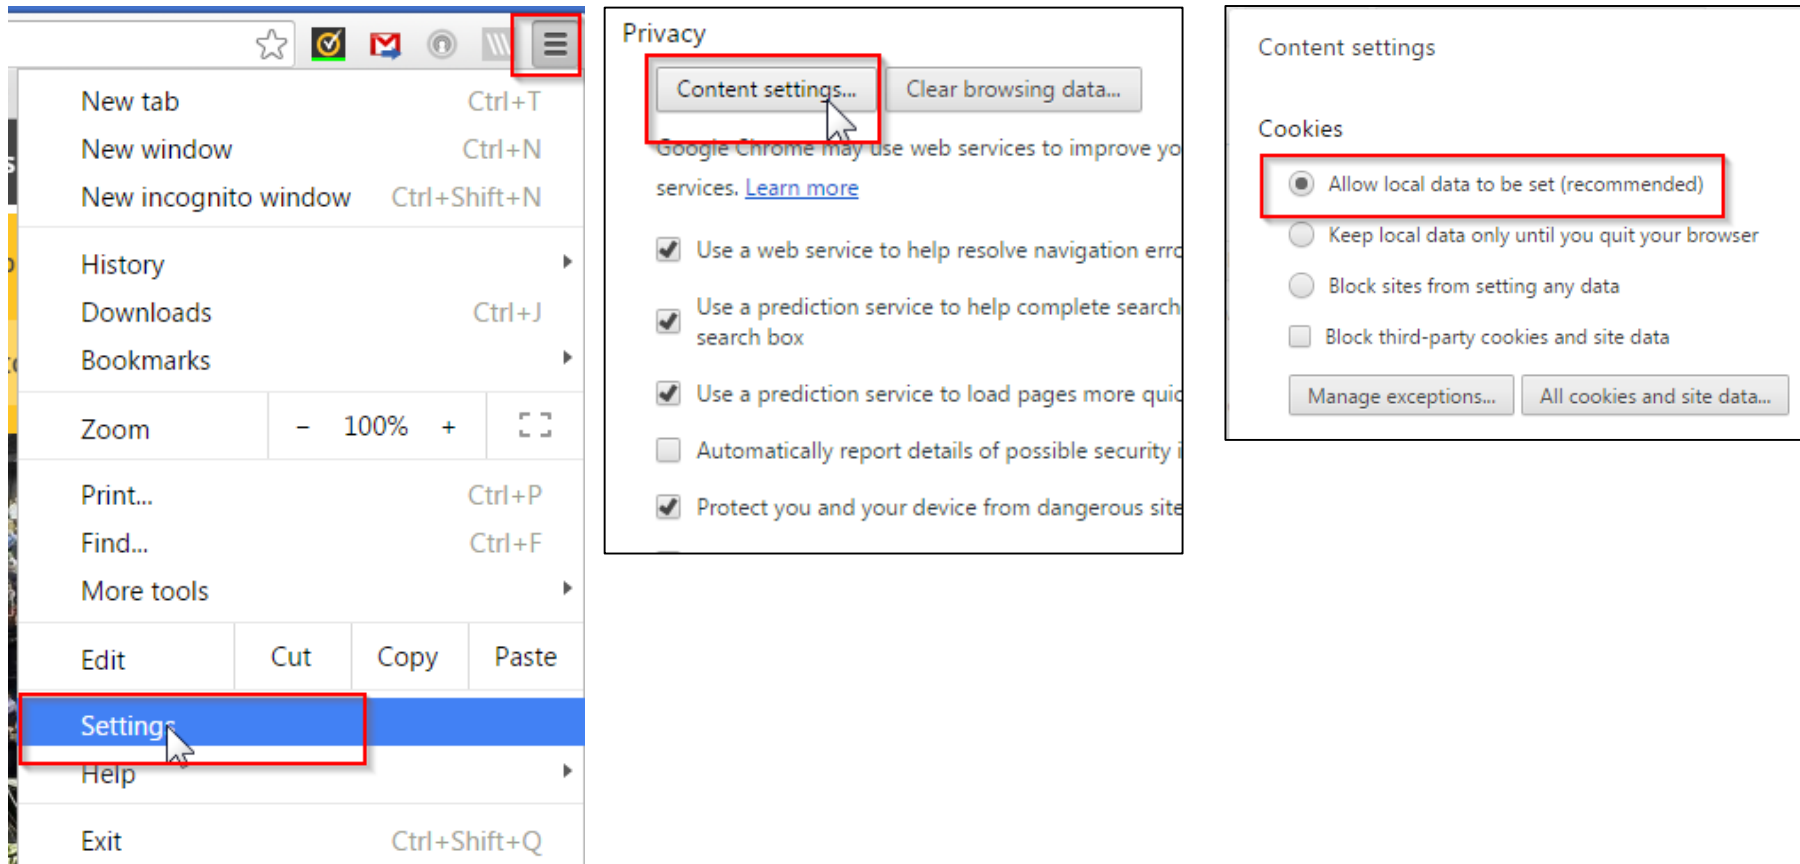 New tab Ctrl+T
New window Ctrl+N
New incognito window Ctrl+Shift+N
History
Downloads Ctrl+J
Bookmarks
Zoom - 100% +
Print... Ctrl+P
Find... Ctrl+F
More tools
Edit Cut Copy Paste
Settings
Help
Exit Ctrl+Shift+Q
Privacy
Content settings... Clear browsing data...
Google Chrome may use web services to improve yo
services. Learn more
Use a web service to help resolve navigation erro
Use a prediction service to help complete search
search box
Use a prediction service to load pages more quic
Automatically report details of possible security i
Protect you and your device from dangerous site
Content settings
Cookies
Allow local data to be set (recommended)
Keep local data only until you quit your browser
Block sites from setting any data
Block third-party cookies and site data
Manage exceptions... All cookies and site data...